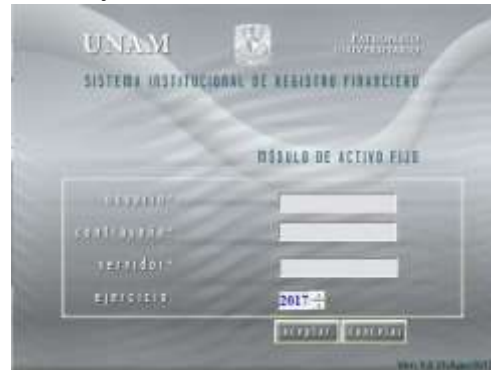 UNAM
PATRONATO
UNIVERSITARIO
SISTEMA INSTITUCIONAL DE REGISTRO FINANCIERO
MÓDULO DE ACTIVO FIJO
usuario:
contraseña:
servidor:
ejercicio
2017
aceptar cancelar